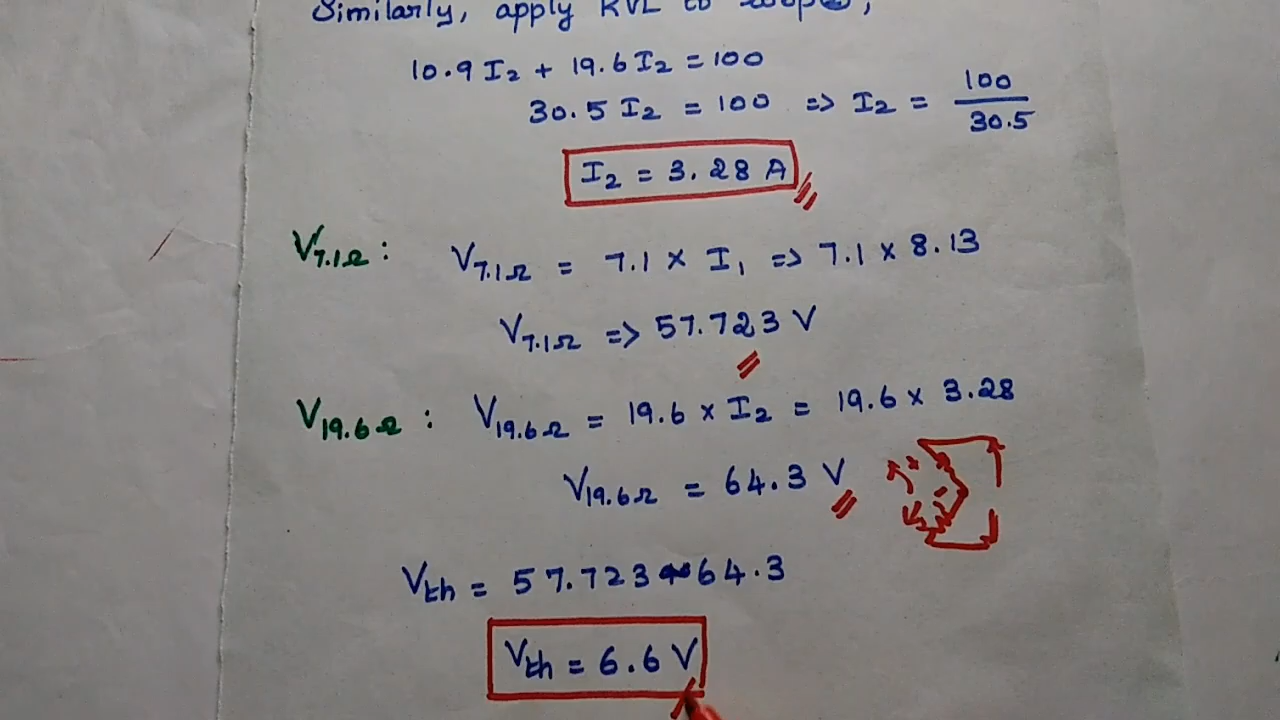 Similarly, apply KVL to loop 2,
10.9 I₂ + 19.6 I₂ = 100
30.5 I₂ = 100 => I₂ = 100/30.5
I₂ = 3.28 A
V₇.₁Ω : V₇.₁Ω = 7.1 × I₁ => 7.1 × 8.13
V₇.₁Ω => 57.723 V
V₁₉.₆Ω : V₁₉.₆Ω = 19.6 × I₂ = 19.6 × 3.28
V₁₉.₆Ω = 64.3 V
Vth = 57.723 ~ 64.3
Vth = 6.6 V